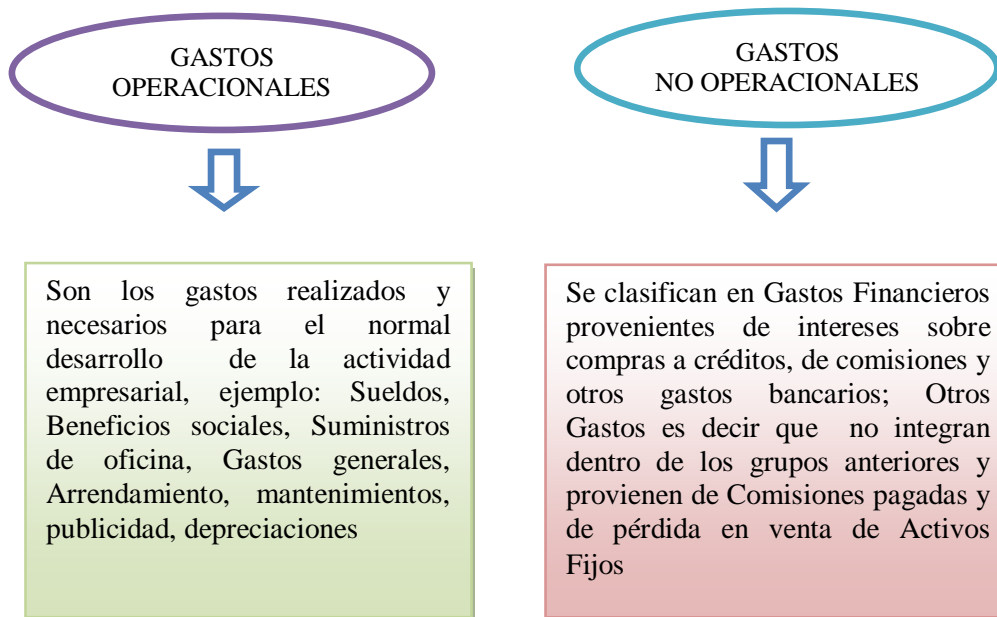 GASTOS
OPERACIONALES
GASTOS
NO OPERACIONALES
Son los gastos realizados y
necesarios para el normal
desarrollo de la actividad
empresarial, ejemplo: Sueldos,
Beneficios sociales, Suministros
de oficina, Gastos generales,
Arrendamiento, mantenimientos,
publicidad, depreciaciones
Se clasifican en Gastos Financieros
provenientes de intereses sobre
compras a créditos, de comisiones y
otros gastos bancarios; Otros
Gastos es decir que no integran
dentro de los grupos anteriores y
provienen de Comisiones pagadas y
de pérdida en venta de Activos
Fijos